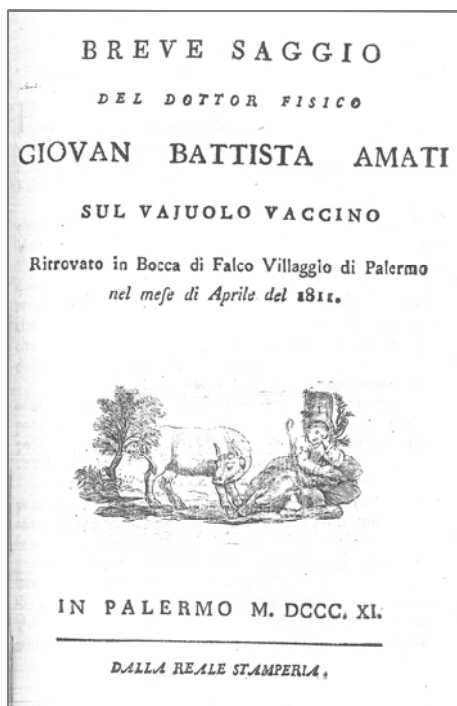 BREVE SAGGIO
DEL DOTTOR FISICO
GIOVAN BATTISTA AMATI
SUL VAJUOLO VACCINO
Ritrovato in Bocca di Falco Villaggio di Palermo
nel meſe di Aprile del 1811.
IN PALERMO M. DCCC. XI.
DALLA REALE STAMPERIA.